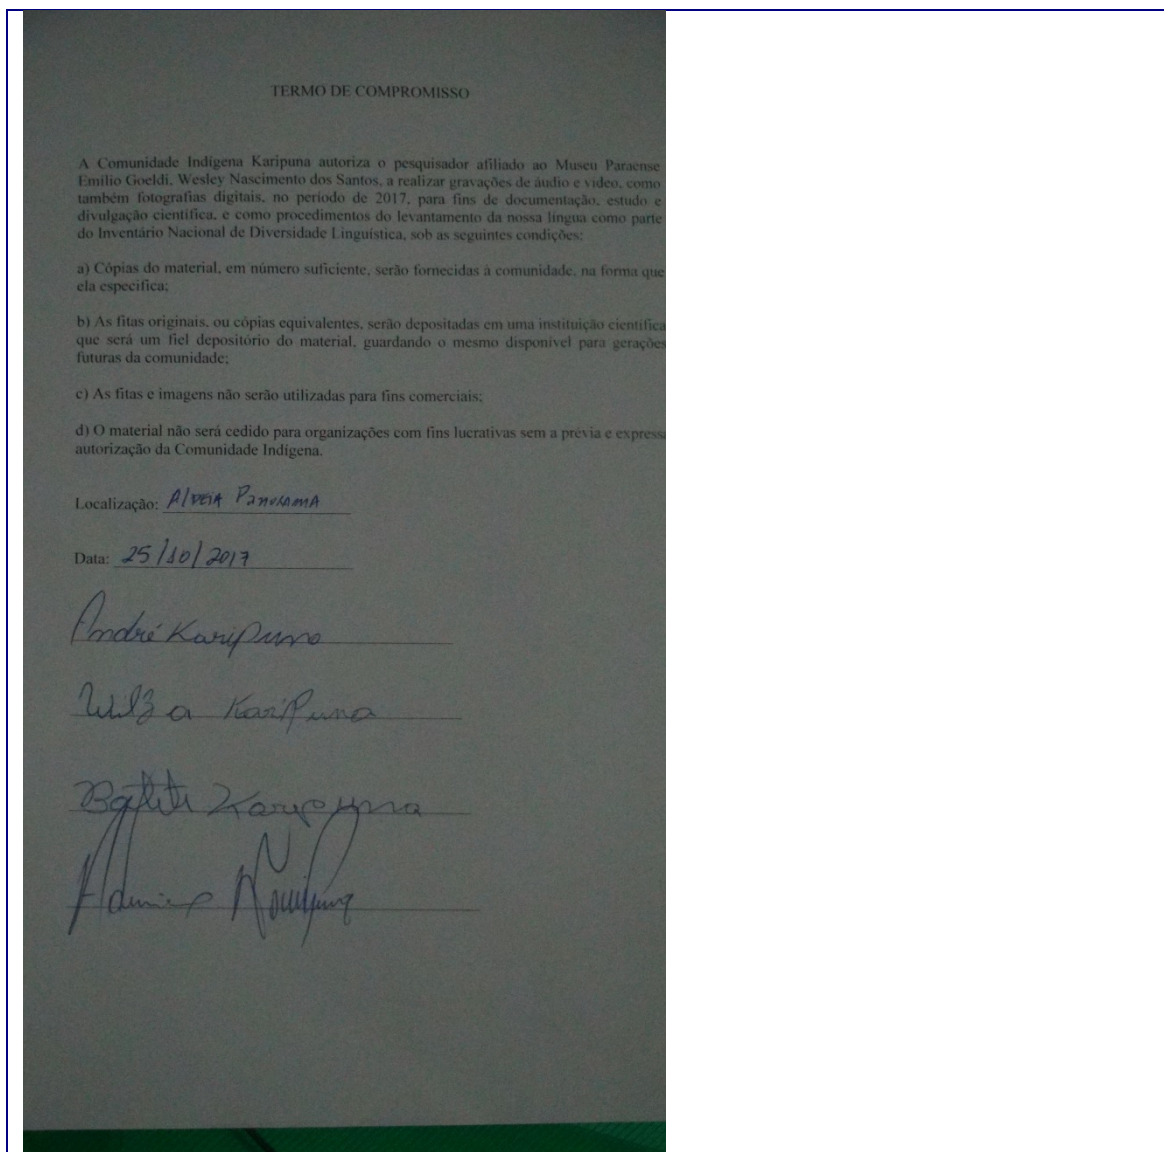 TERMO DE COMPROMISSO
A Comunidade Indígena Karipuna autoriza o pesquisador afiliado ao Museu Paraense
Emílio Goeldi, Wesley Nascimento dos Santos, a realizar gravações de áudio e vídeo, como
também fotografias digitais, no período de 2017, para fins de documentação, estudo e
divulgação científica, e como procedimentos do levantamento da nossa língua como parte
do Inventário Nacional de Diversidade Linguística, sob as seguintes condições:
a) Cópias do material, em número suficiente, serão fornecidas à comunidade, na forma que
ela especifica;
b) As fitas originais, ou cópias equivalentes, serão depositadas em uma instituição científica
que será um fiel depositório do material, guardando o mesmo disponível para gerações
futuras da comunidade;
c) As fitas e imagens não serão utilizadas para fins comerciais;
d) O material não será cedido para organizações com fins lucrativas sem a prévia e expressa
autorização da Comunidade Indígena.
Localização: AlDEIA PANORAMA
Data: 25/10/2017
André Karipuna
Wilza Karipuna
Karipuna